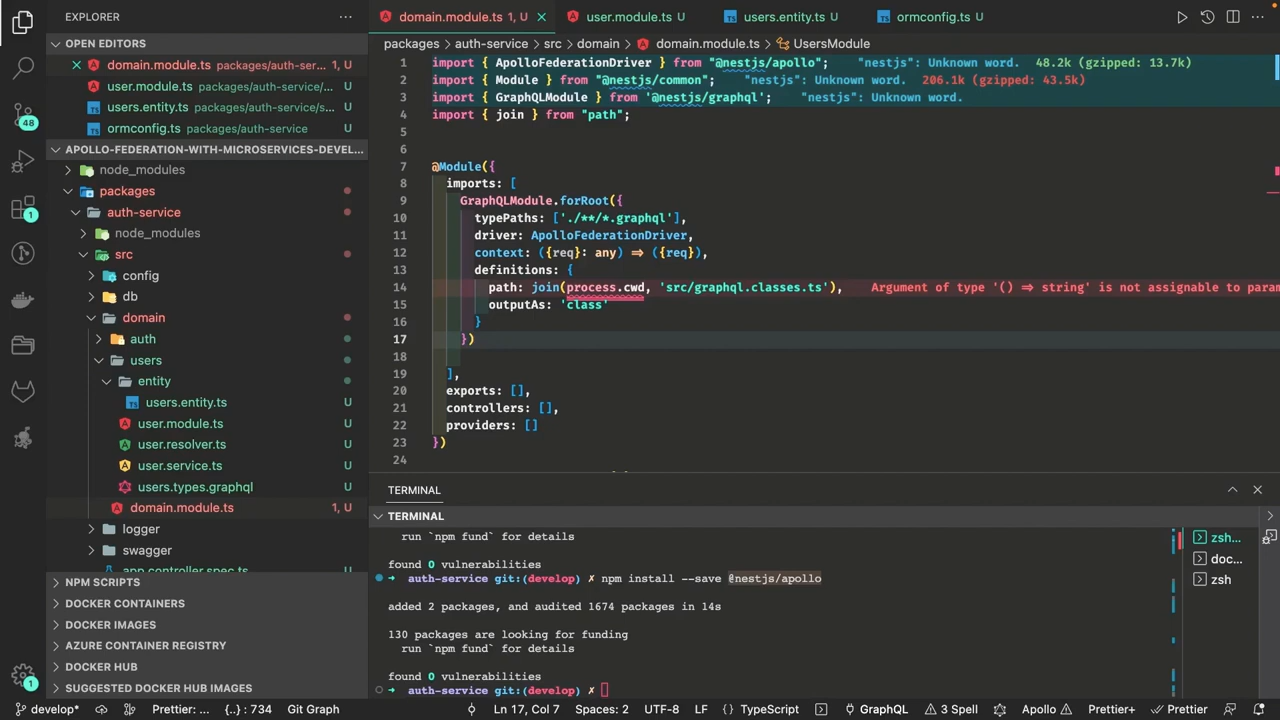 EXPLORER
OPEN EDITORS
domain.module.ts packages/auth-ser... 1, U
user.module.ts packages/auth-service/... U
users.entity.ts packages/auth-service/s... U
ormconfig.ts packages/auth-service U
APOLLO-FEDERATION-WITH-MICROSERVICES-DEVEL...
node_modules
packages
auth-service
node_modules
src
config
db
domain
auth
users
entity
users.entity.ts U
user.module.ts U
user.resolver.ts U
user.service.ts U
users.types.graphql U
domain.module.ts 1, U
logger
swagger
app.controller.spec.ts U
NPM SCRIPTS
DOCKER CONTAINERS
DOCKER IMAGES
AZURE CONTAINER REGISTRY
DOCKER HUB
SUGGESTED DOCKER HUB IMAGES
48
1
1
domain.module.ts 1, U
user.module.ts U
users.entity.ts U
ormconfig.ts U
packages > auth-service > src > domain > domain.module.ts > UsersModule
1 import { ApolloFederationDriver } from "@nestjs/apollo"; "nestjs": Unknown word. 48.2k (gzipped: 13.7k)
2 import { Module } from "@nestjs/common"; "nestjs": Unknown word. 206.1k (gzipped: 43.5k)
3 import { GraphQLModule } from '@nestjs/graphql'; "nestjs": Unknown word.
4 import { join } from "path";
5
6
7 @Module({
8 imports: [
9 GraphQLModule.forRoot({
10 typePaths: ['./**/*.graphql'],
11 driver: ApolloFederationDriver,
12 context: ({req}: any) ⇒ ({req}),
13 definitions: {
14 path: join(process.cwd, 'src/graphql.classes.ts'), Argument of type '() ⇒ string' is not assignable to param
15 outputAs: 'class'
16 }
17 })
18
19 ],
20 exports: [],
21 controllers: [],
22 providers: []
23 })
24
TERMINAL
TERMINAL
run `npm fund` for details
found 0 vulnerabilities
➜ auth-service git:(develop) ✗ npm install --save @nestjs/apollo
added 2 packages, and audited 1674 packages in 14s
130 packages are looking for funding
run `npm fund` for details
found 0 vulnerabilities
➜ auth-service git:(develop) ✗
zsh...
doc...
zsh
develop* Prettier: ... {..} : 734 Git Graph Ln 17, Col 7 Spaces: 2 UTF-8 LF {} TypeScript GraphQL 3 Spell Apollo Prettier+ Prettier